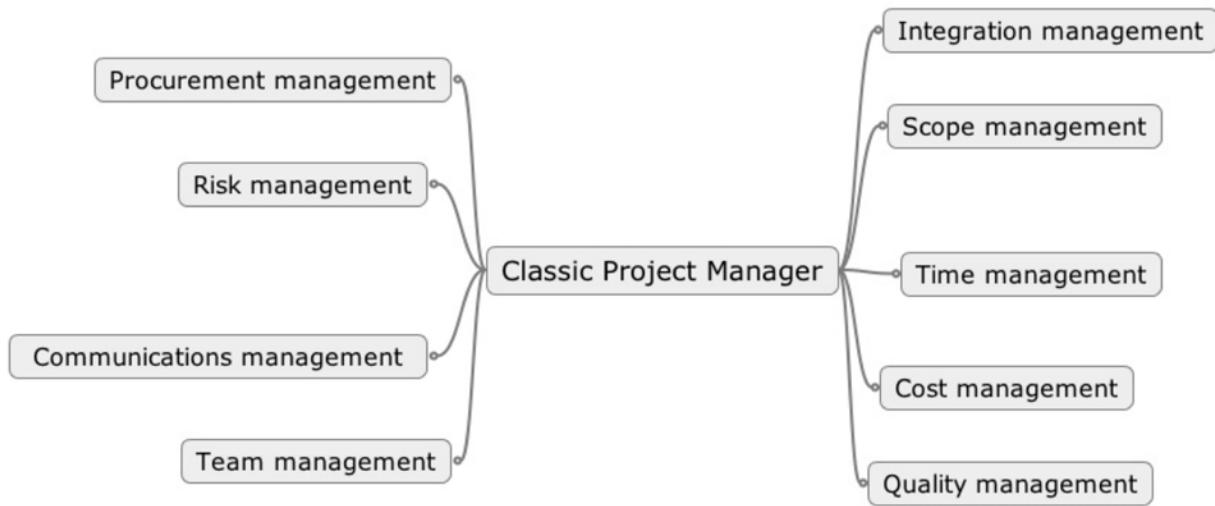 Integration management
Procurement management
Scope management
Risk management
Classic Project Manager
Time management
Communications management
Cost management
Team management
Quality management